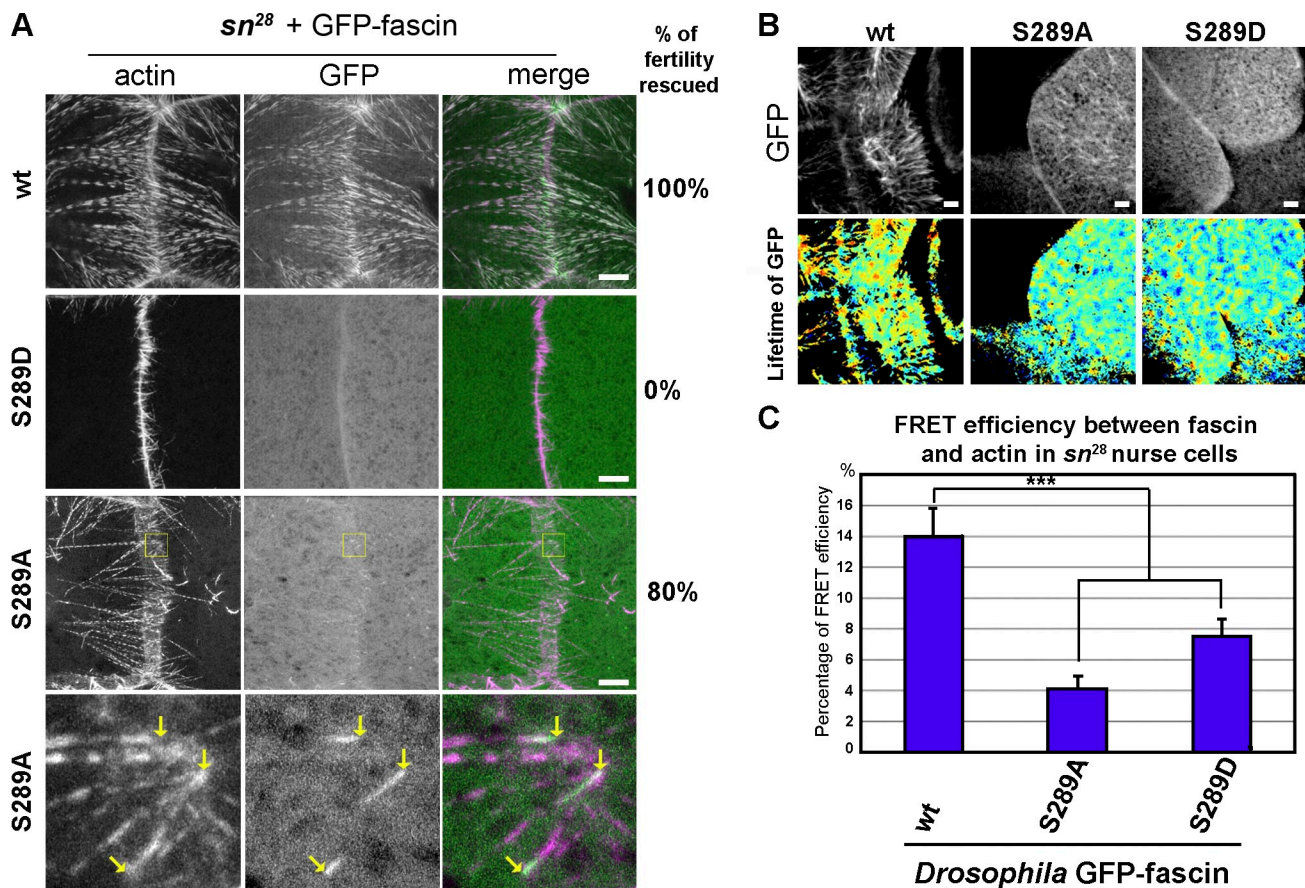 A
sn²⁸ + GFP-fascin
% of
fertility
rescued
actin GFP merge
wt
100%
S289D
0%
S289A
80%
S289A
B
wt S289A S289D
GFP
Lifetime of GFP
C
FRET efficiency between fascin
and actin in sn²⁸ nurse cells
%
Percentage of FRET efficiency
16
14
12
10
8
6
4
2
0
***
wt
S289A
S289D
Drosophila GFP-fascin